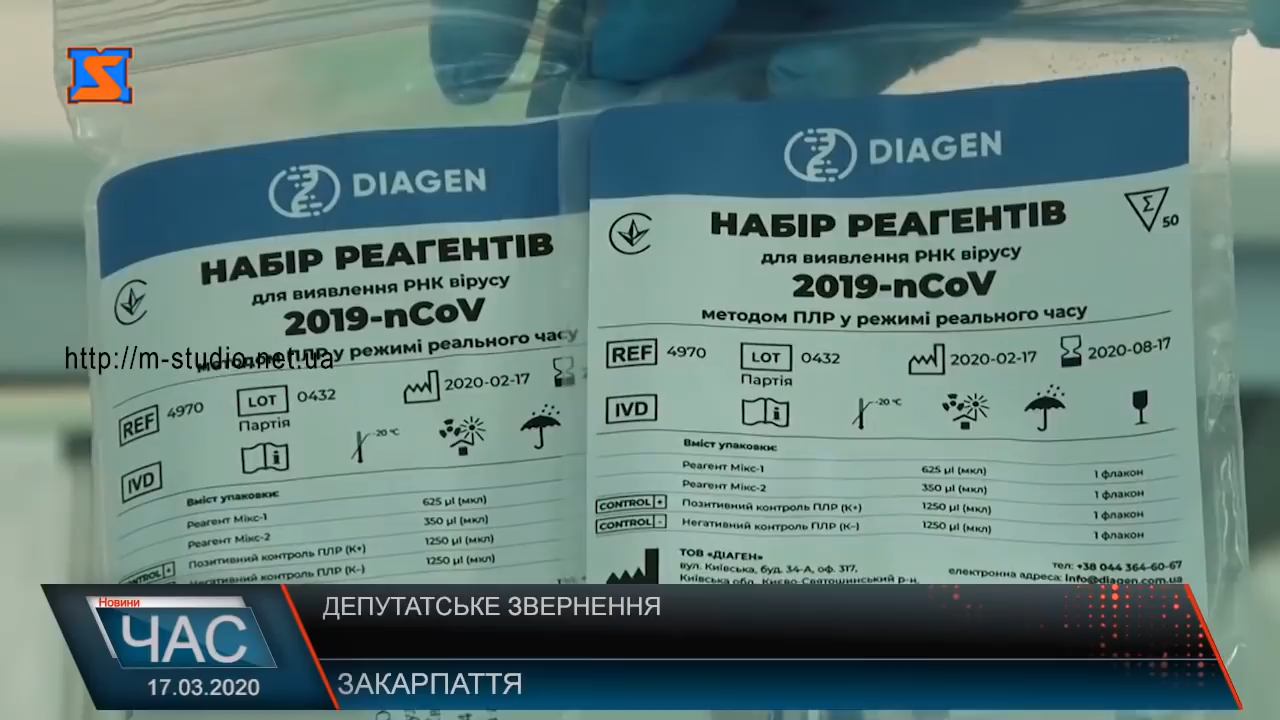 DIAGEN
НАБІР РЕАГЕНТІВ
для виявлення РНК вірусу
2019-nCoV
методом ПЛР у режимі реального часу
REF 4970 LOT 0432 2020-02-17
Партія
IVD
-20 °C
Вміст упаковки:
Реагент Мікс-1 625 µl (мкл)
Реагент Мікс-2 350 µl (мкл)
CONTROL + Позитивний контроль ПЛР (К+) 1250 µl (мкл)
Негативний контроль ПЛР (К–) 1250 µl (мкл)
DIAGEN
НАБІР РЕАГЕНТІВ
Σ 50
для виявлення РНК вірусу
2019-nCoV
методом ПЛР у режимі реального часу
REF 4970 LOT 0432 2020-02-17 2020-08-17
Партія
IVD
-20 °C
Вміст упаковки:
Реагент Мікс-1 625 µl (мкл) 1 флакон
Реагент Мікс-2 350 µl (мкл) 1 флакон
CONTROL + Позитивний контроль ПЛР (К+) 1250 µl (мкл) 1 флакон
CONTROL - Негативний контроль ПЛР (К–) 1250 µl (мкл) 1 флакон
ТОВ «ДІАГЕН»
вул. Київська, буд. 34-А, оф. 317, тел: +38 044 364-60-67
Київська обл., Києво-Святошинський р-н, електронна адреса: info@diagen.com.ua
http://m-studio.net.ua
Новини
ЧАС
17.03.2020
ДЕПУТАТСЬКЕ ЗВЕРНЕННЯ
ЗАКАРПАТТЯ